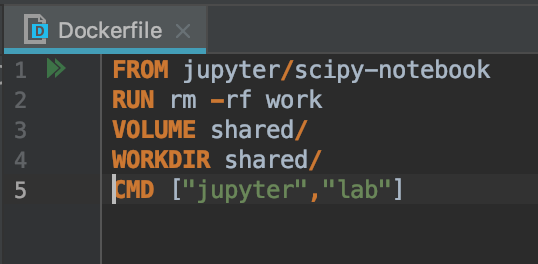 Dockerfile
1 FROM jupyter/scipy-notebook
2 RUN rm -rf work
3 VOLUME shared/
4 WORKDIR shared/
5 CMD ["jupyter","lab"]